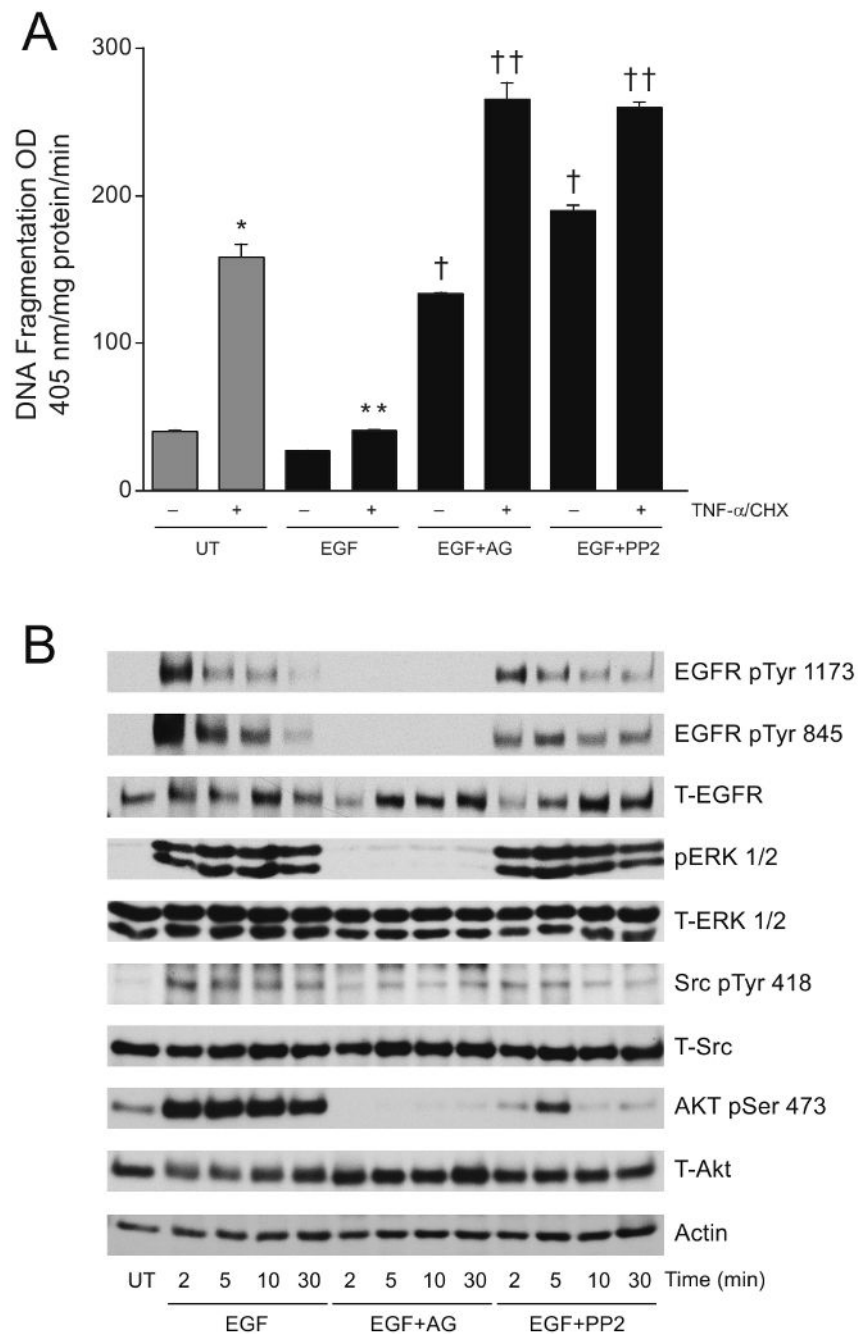 A
DNA Fragmentation OD
405 nm/mg protein/min
300
200
100
0
*
**
†
††
†
††
– + – + – + – + TNF-α/CHX
UT EGF EGF+AG EGF+PP2
B
EGFR pTyr 1173
EGFR pTyr 845
T-EGFR
pERK 1/2
T-ERK 1/2
Src pTyr 418
T-Src
AKT pSer 473
T-Akt
Actin
UT 2 5 10 30 2 5 10 30 2 5 10 30 Time (min)
EGF EGF+AG EGF+PP2